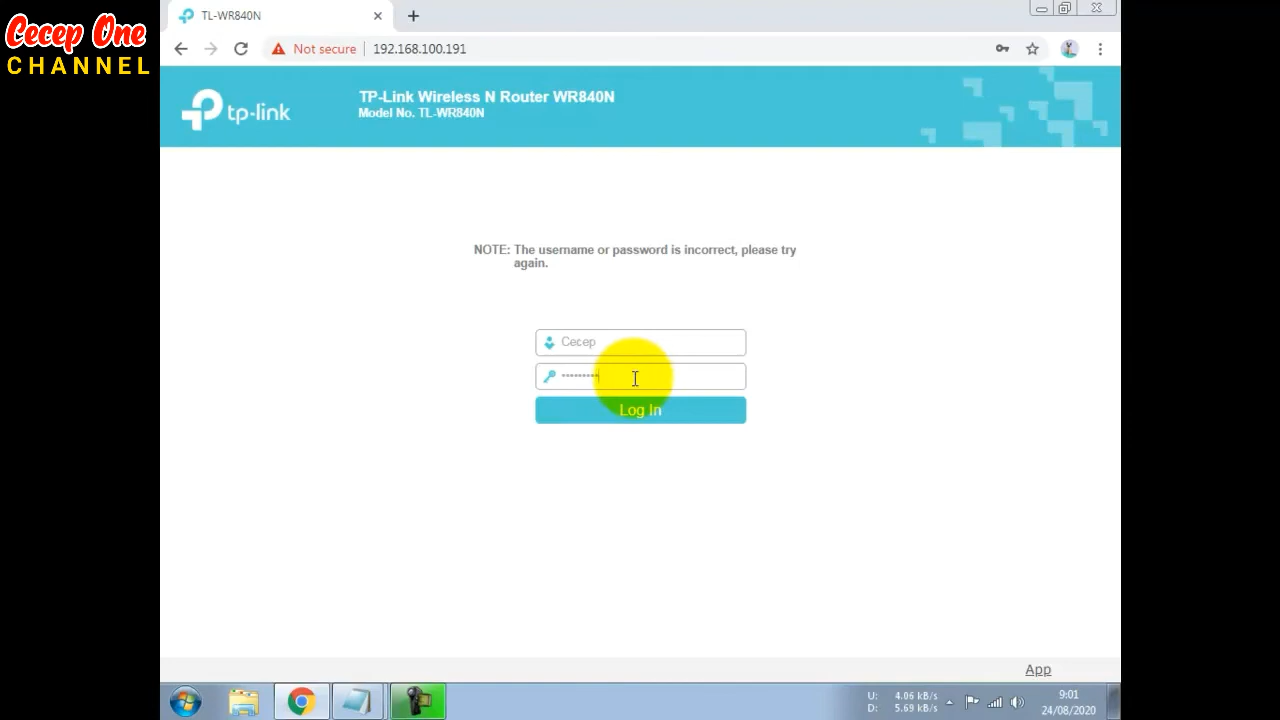 Cecep One
CHANNEL
TL-WR840N
Not secure
192.168.100.191
tp-link
TP-Link Wireless N Router WR840N
Model No. TL-WR840N
NOTE: The username or password is incorrect, please try
again.
Cecep
Log In
App
U: 4.06 kB/s
D: 5.69 kB/s
9:01
24/08/2020